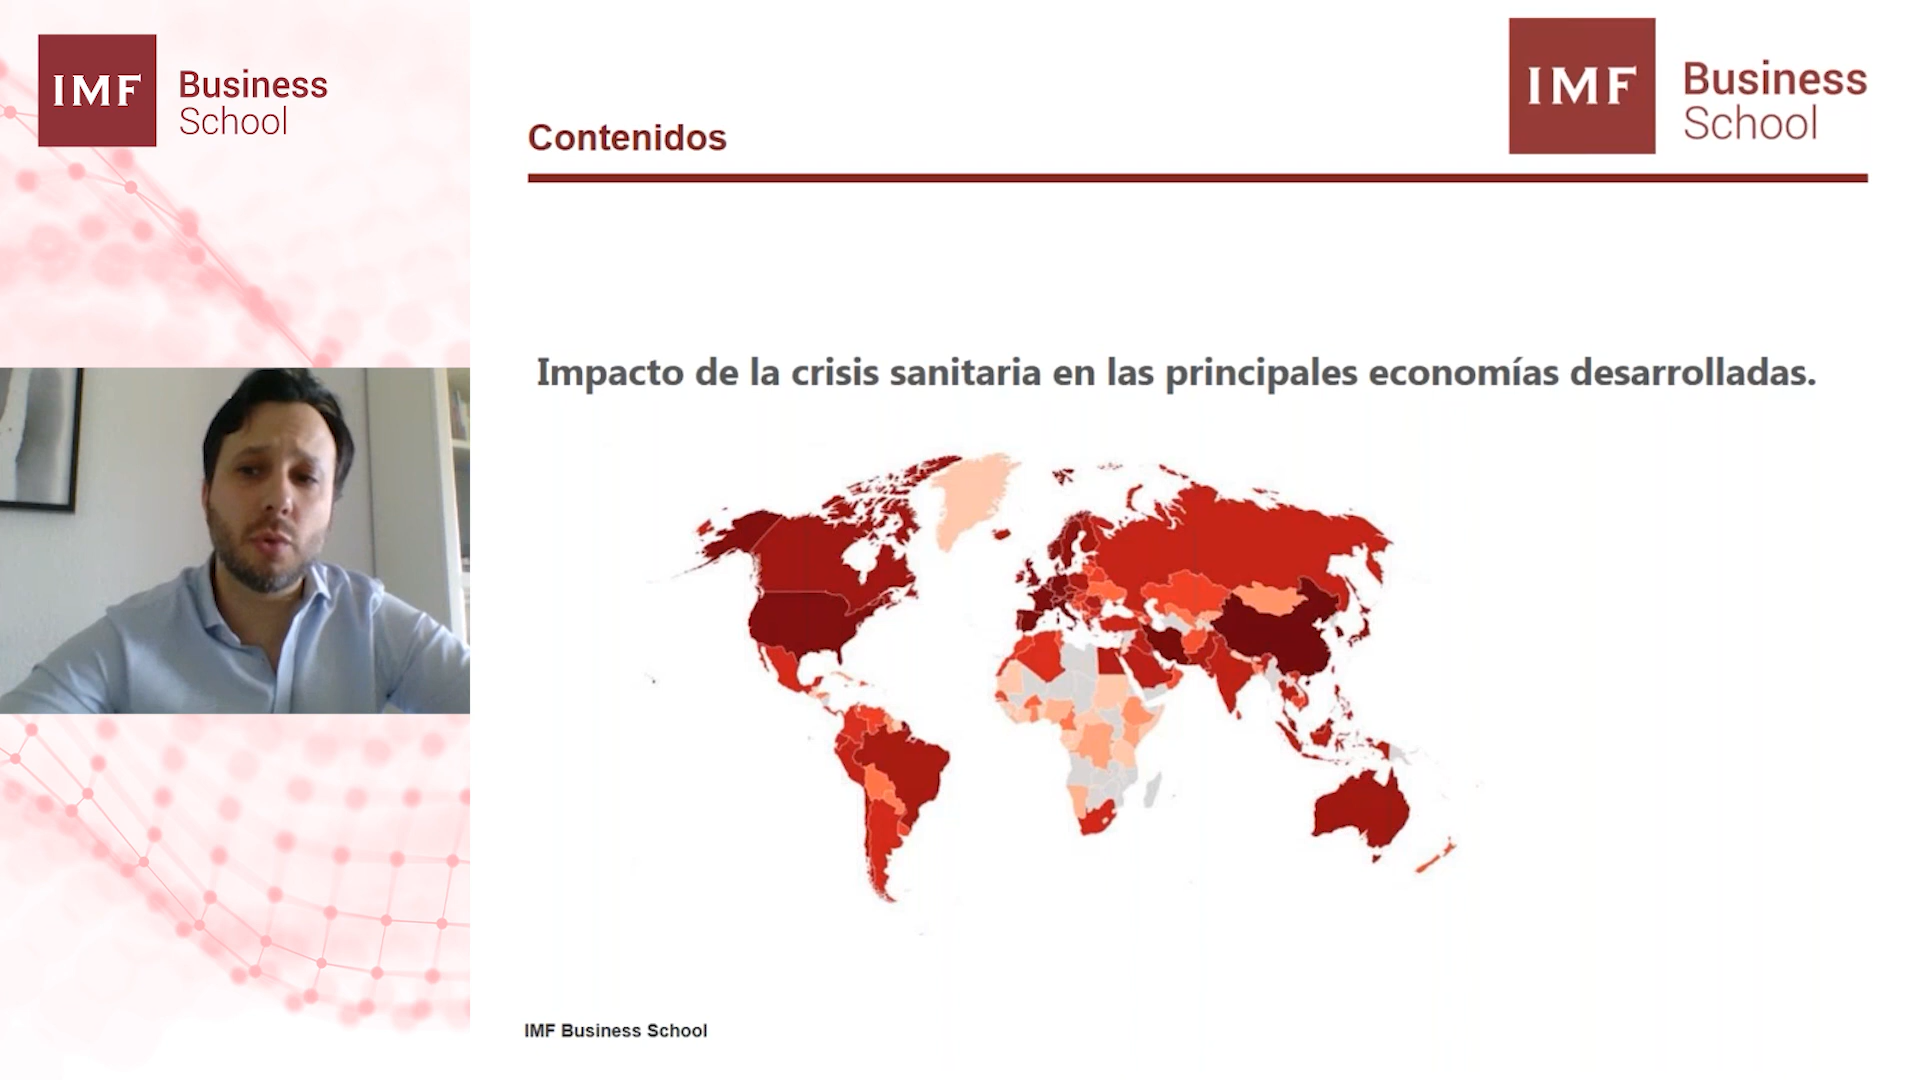 IMF Business
School
IMF Business
School
Contenidos
Impacto de la crisis sanitaria en las principales economías desarrolladas.
IMF Business School